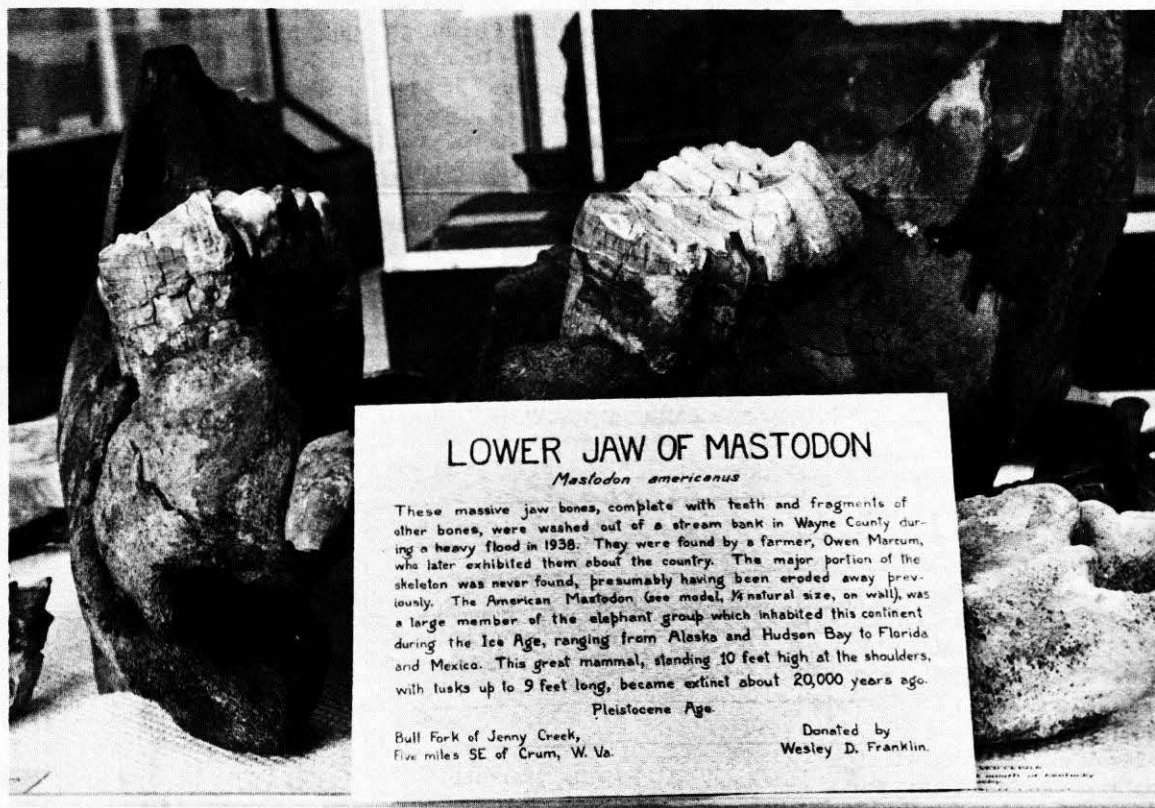 LOWER JAW OF MASTODON
Mastodon americanus
These massive jaw bones, complete with teeth and fragments of
other bones, were washed out of a stream bank in Wayne County dur-
ing a heavy flood in 1938. They were found by a farmer, Owen Marcum,
who later exhibited them about the country. The major portion of the
skeleton was never found, presumably having been eroded away prev-
iously. The American Mastodon (see model, ¼ natural size, on wall), was
a large member of the elephant group which inhabited this continent
during the Ice Age, ranging from Alaska and Hudson Bay to Florida
and Mexico. This great mammal, standing 10 feet high at the shoulders,
with tusks up to 9 feet long, became extinct about 20,000 years ago.
Pleistocene Age.
Bull Fork of Jenny Creek,
Five miles SE of Crum, W. Va.
Donated by
Wesley D. Franklin.
mouth of Kentucky